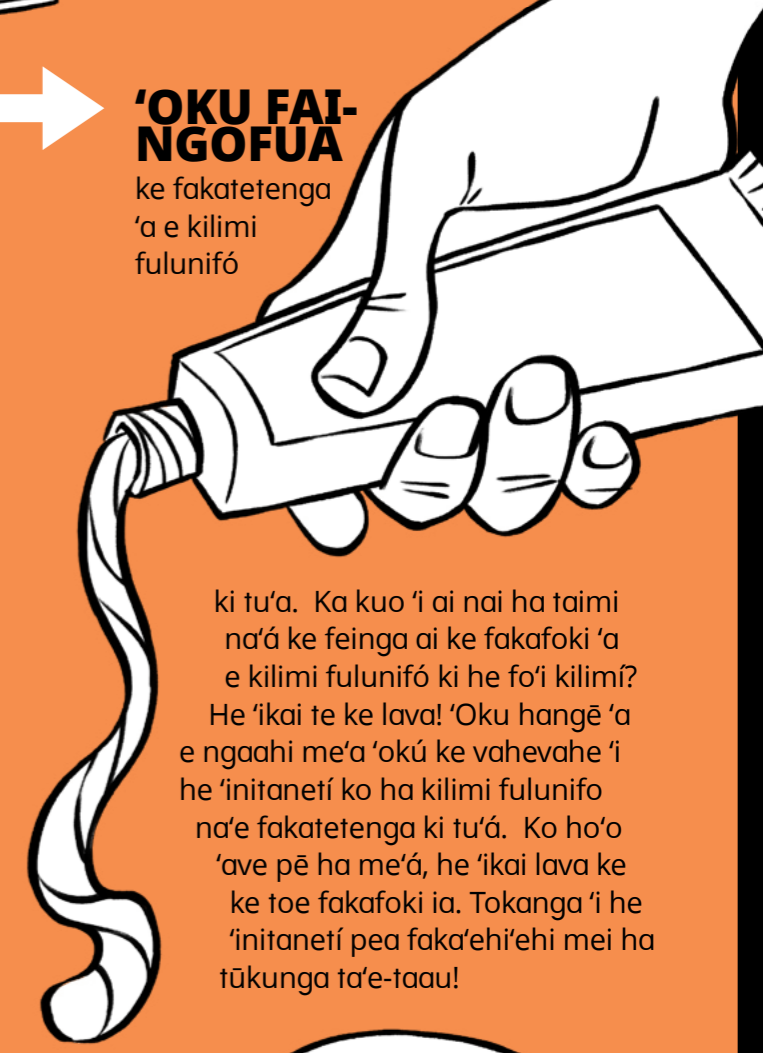 ‘OKU FAI-
NGOFUA
ke fakatetenga
‘a e kilimi
fulunifó
ki tu‘a.  Ka kuo ‘i ai nai ha taimi
na‘á ke feinga ai ke fakafoki ‘a
e kilimi fulunifó ki he fo‘i kilimí?
He ‘ikai te ke lava! ‘Oku hangē ‘a
e ngaahi me‘a ‘okú ke vahevahe ‘i
he ‘initanetí ko ha kilimi fulunifo
na‘e fakatetenga ki tu‘á.  Ko ho‘o
‘ave pē ha me‘á, he ‘ikai lava ke
ke toe fakafoki ia. Tokanga ‘i he
‘initanetí pea faka‘ehi‘ehi mei ha
tūkunga ta‘e-taau!